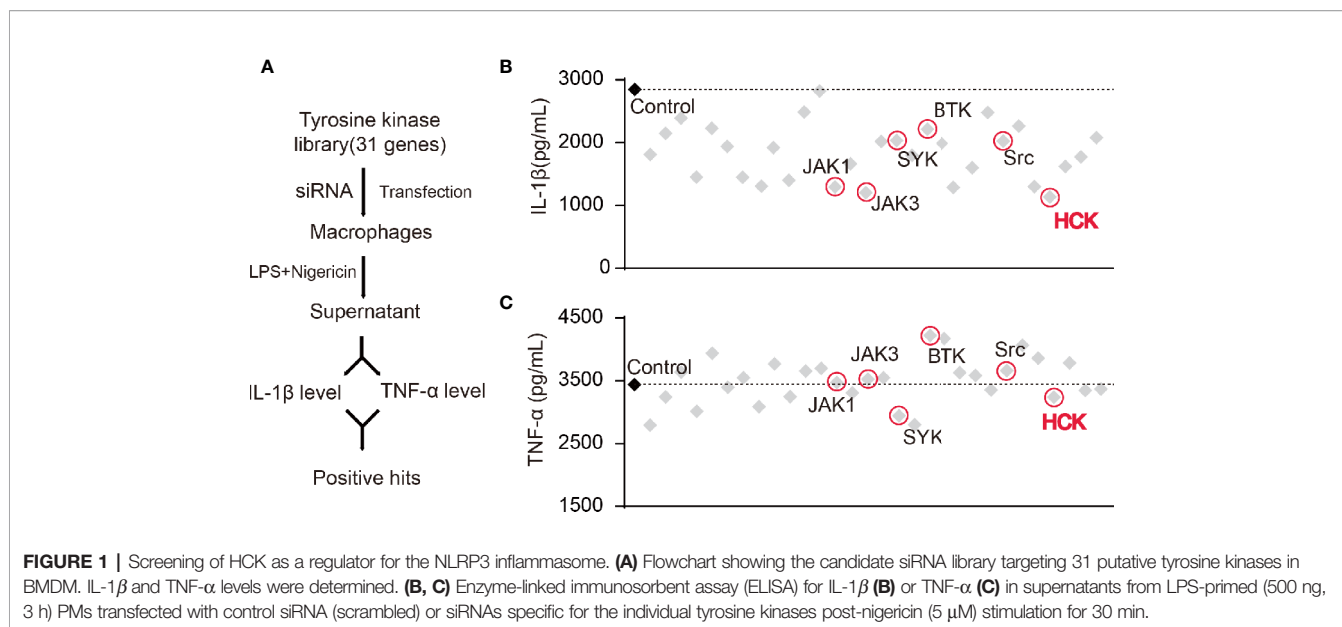 A
Tyrosine kinase
library(31 genes)
siRNA Transfection
Macrophages
LPS+Nigericin
Supernatant
IL-1β level TNF-α level
Positive hits
B
IL-1β(pg/mL)
3000
2000
1000
0
Control
JAK1
JAK3
SYK
BTK
Src
HCK
C
TNF-α (pg/mL)
4500
3500
2500
1500
Control
JAK1
JAK3
SYK
BTK
Src
HCK
FIGURE 1 | Screening of HCK as a regulator for the NLRP3 inflammasome. (A) Flowchart showing the candidate siRNA library targeting 31 putative tyrosine kinases in
BMDM. IL-1β and TNF-α levels were determined. (B, C) Enzyme-linked immunosorbent assay (ELISA) for IL-1β (B) or TNF-α (C) in supernatants from LPS-primed (500 ng,
3 h) PMs transfected with control siRNA (scrambled) or siRNAs specific for the individual tyrosine kinases post-nigericin (5 μM) stimulation for 30 min.